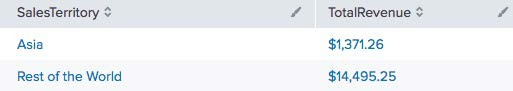 SalesTerritory TotalRevenue
Asia $1,371.26
Rest of the World $14,495.25